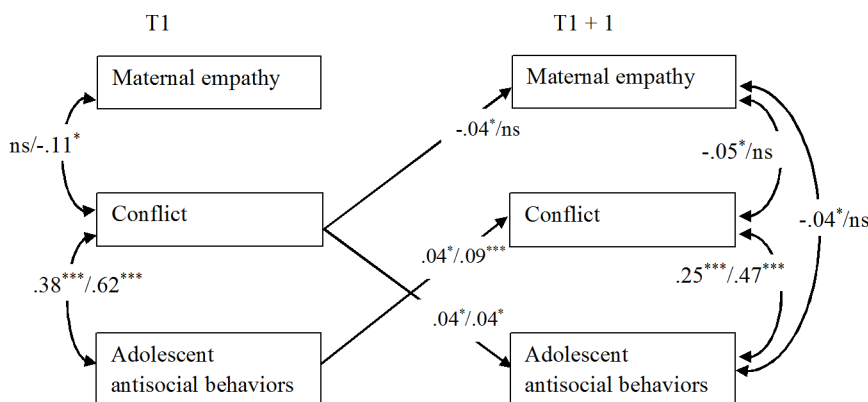 T1
T1 + 1
Maternal empathy
Maternal empathy
ns/-.11*
-.04*/ns
-.05*/ns
Conflict
Conflict
-.04*/ns
.04*/.09***
.38***/.62***
.25***/.47***
.04*/.04*
Adolescent
antisocial behaviors
Adolescent
antisocial behaviors